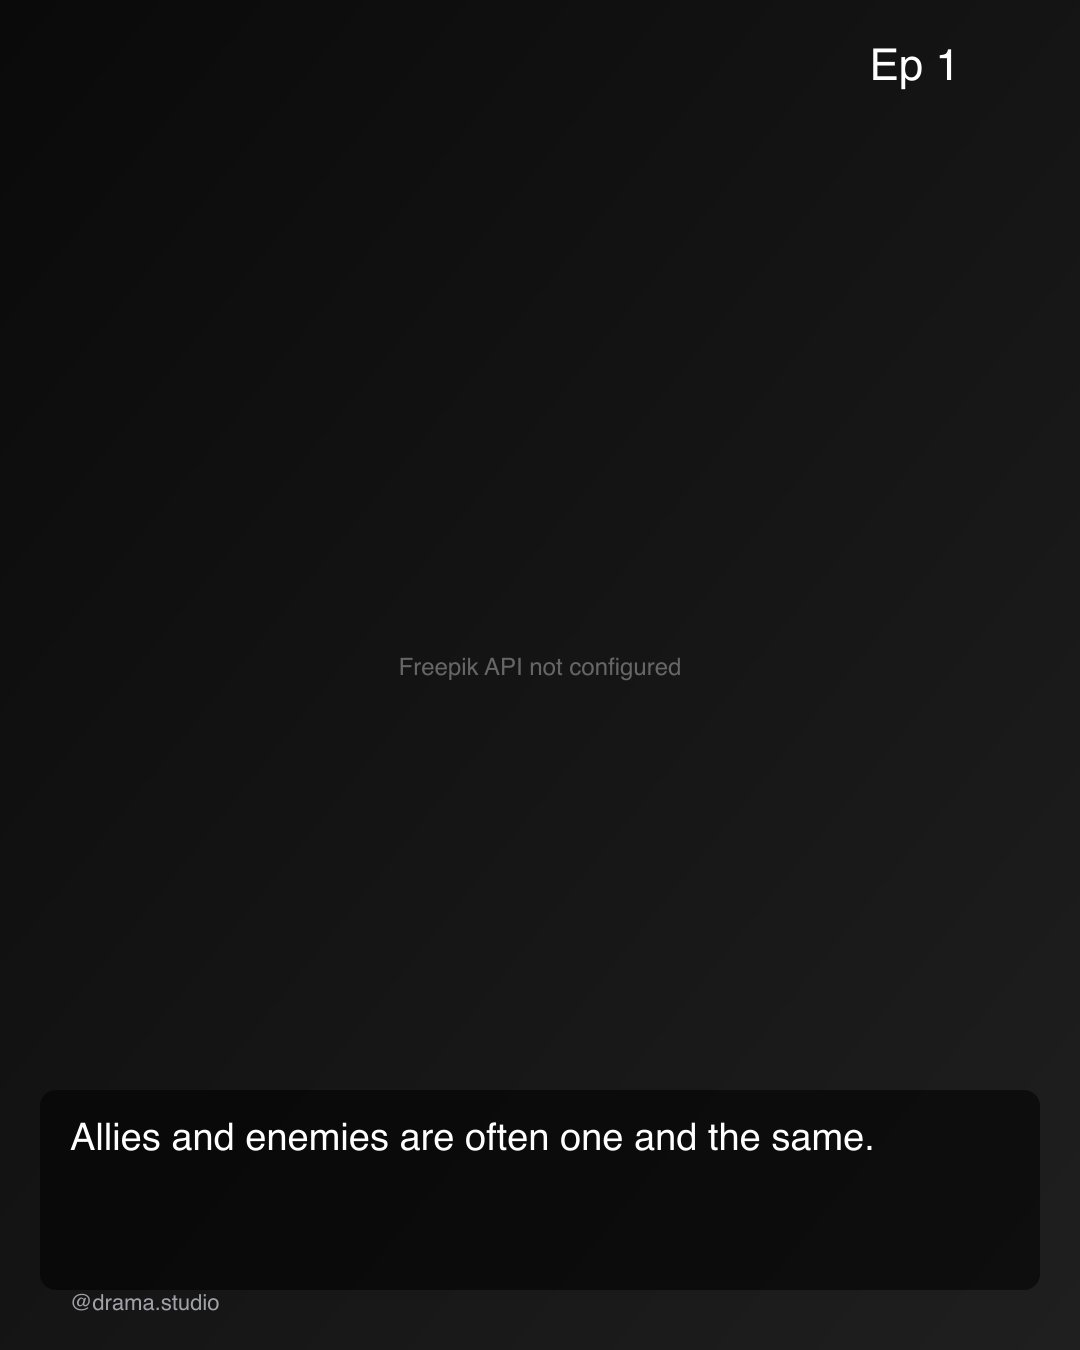 Ep 1
Freepik API not configured
Allies and enemies are often one and the same.
@drama.studio